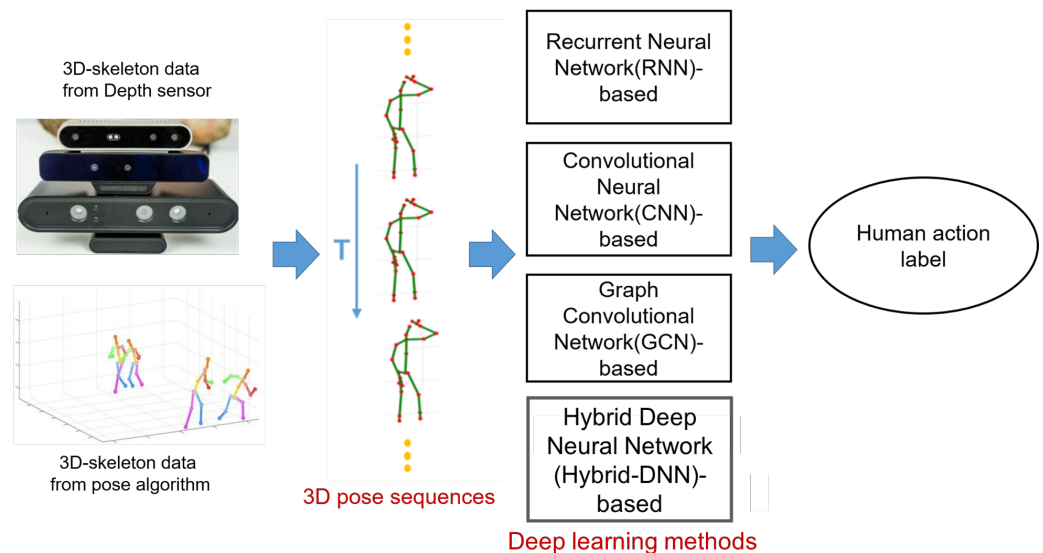 3D-skeleton data
from Depth sensor
3D-skeleton data
from pose algorithm
T
3D pose sequences
Recurrent Neural
Network(RNN)-
based
Convolutional
Neural
Network(CNN)-
based
Graph
Convolutional
Network(GCN)-
based
Hybrid Deep
Neural Network
(Hybrid-DNN)-
based
Deep learning methods
Human action
label